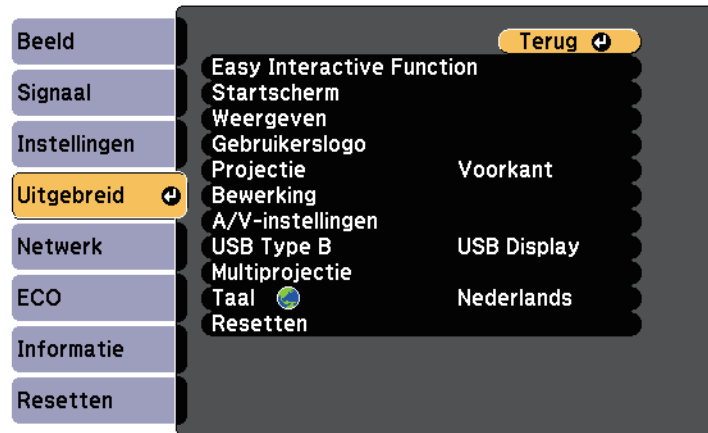 Beeld
Signaal
Instellingen
Uitgebreid
Netwerk
ECO
Informatie
Resetten
Terug
Easy Interactive Function
Startscherm
Weergeven
Gebruikerslogo
Projectie Voorkant
Bewerking
A/V-instellingen
USB Type B USB Display
Multiprojectie
Taal Nederlands
Resetten